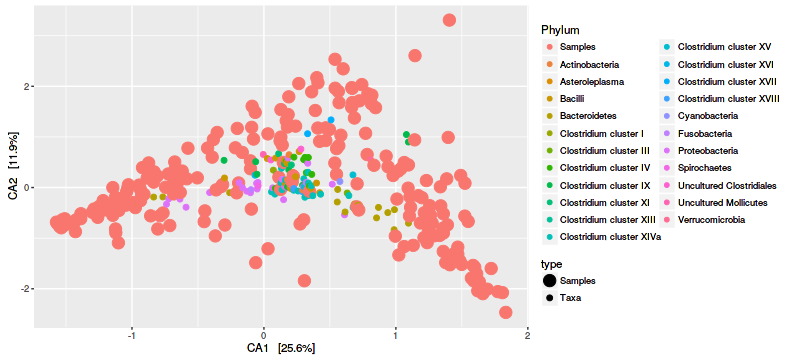 2
0
-2
CA2 [11.9%]
-1
0
1
2
CA1 [25.6%]
Phylum
Samples
Actinobacteria
Asteroleplasma
Bacilli
Bacteroidetes
Clostridium cluster I
Clostridium cluster III
Clostridium cluster IV
Clostridium cluster IX
Clostridium cluster XI
Clostridium cluster XIII
Clostridium cluster XIVa
Clostridium cluster XV
Clostridium cluster XVI
Clostridium cluster XVII
Clostridium cluster XVIII
Cyanobacteria
Fusobacteria
Proteobacteria
Spirochaetes
Uncultured Clostridiales
Uncultured Mollicutes
Verrucomicrobia
type
Samples
Taxa